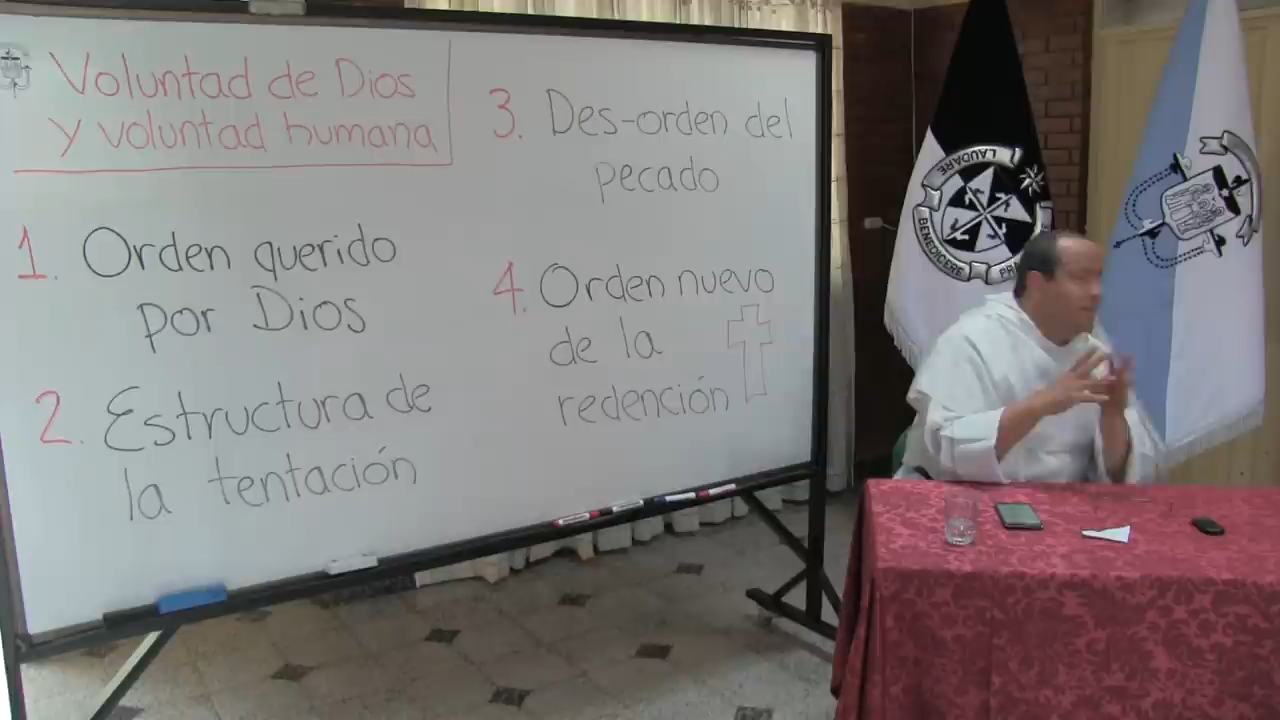 Voluntad de Dios
y voluntad humana
1. Orden querido
por Dios
2. Estructura de
la tentación
3. Des-orden del
pecado
4. Orden nuevo
de la
redención
LAUDARE
BENEDICERE